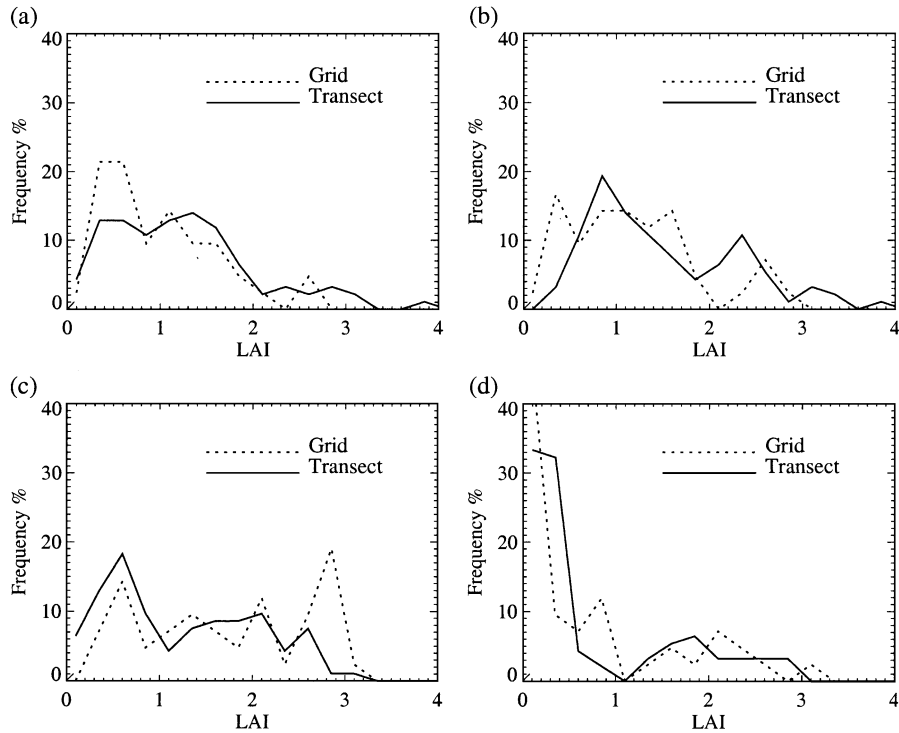 (a)
40
30
20
10
0
Frequency %
Grid
Transect
0 1 2 3 4
LAI
(b)
40
30
20
10
0
Frequency %
Grid
Transect
0 1 2 3 4
LAI
(c)
40
30
20
10
0
Frequency %
Grid
Transect
0 1 2 3 4
LAI
(d)
40
30
20
10
0
Frequency %
Grid
Transect
0 1 2 3 4
LAI